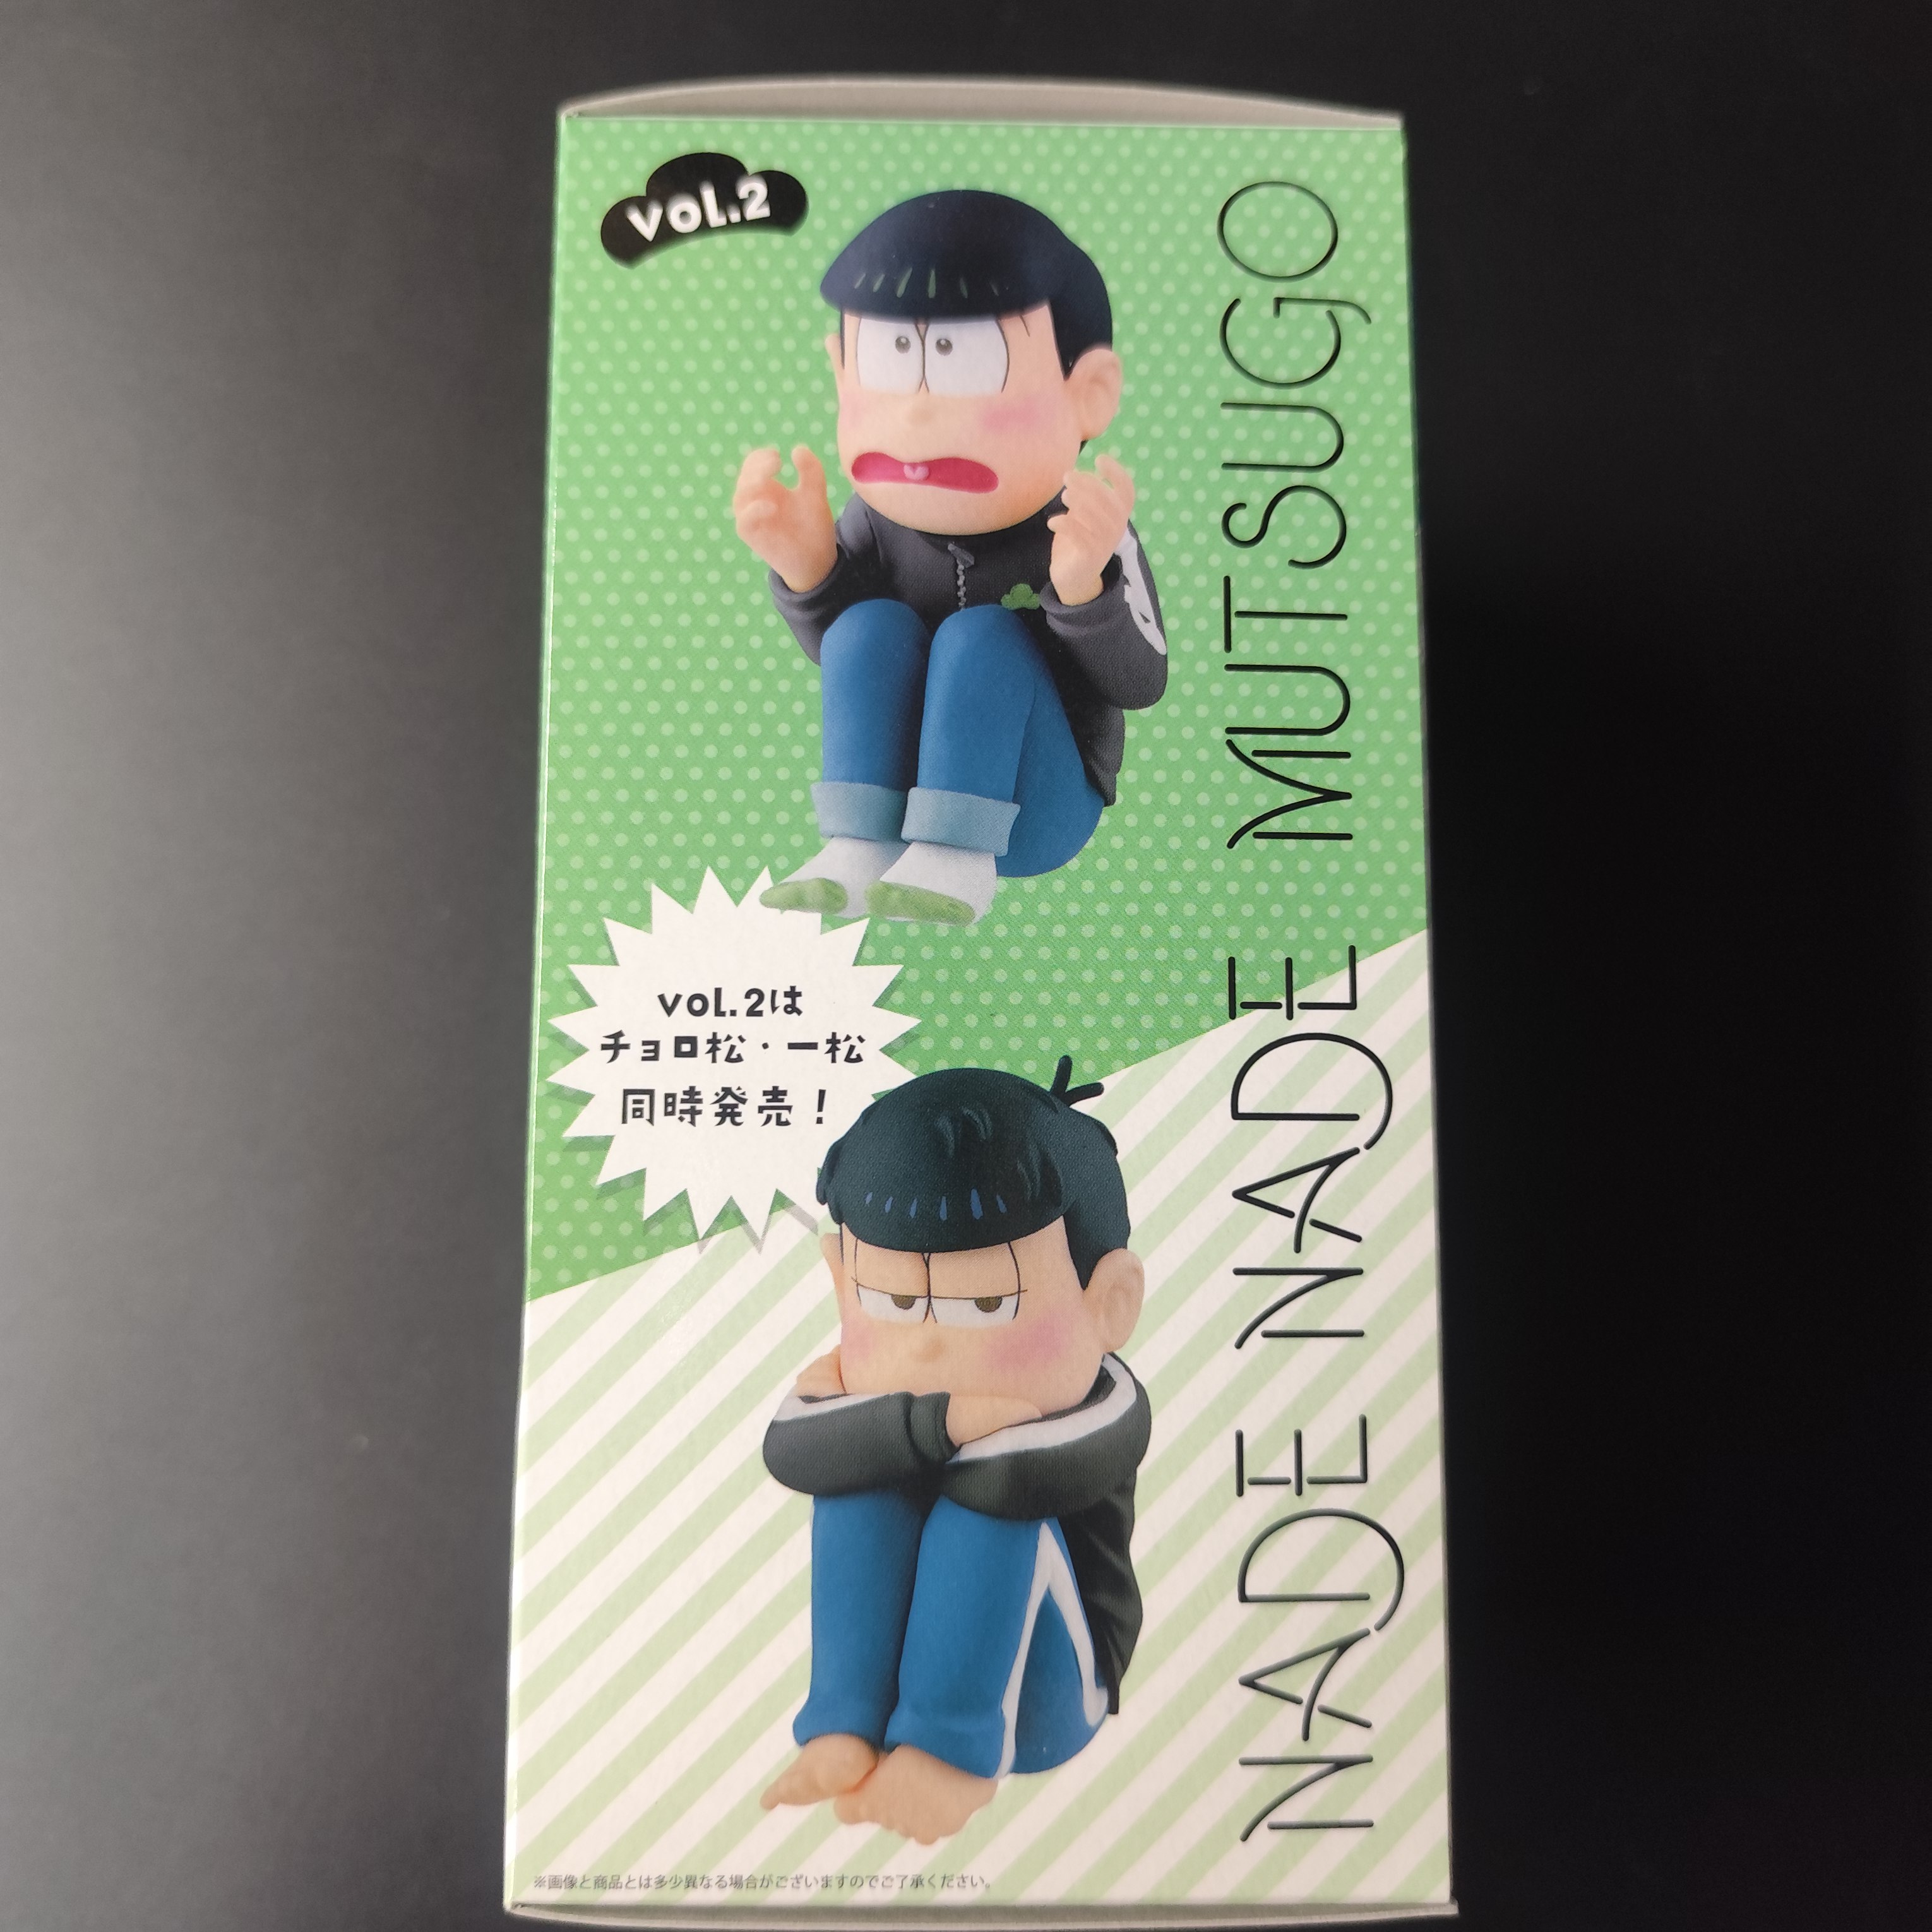 VOL.2
NADE NADE MUTSUGO
VOL.2は
チョロ松・一松
同時発売！
※画像と商品とは多少異なる場合がございますのでご了承ください。